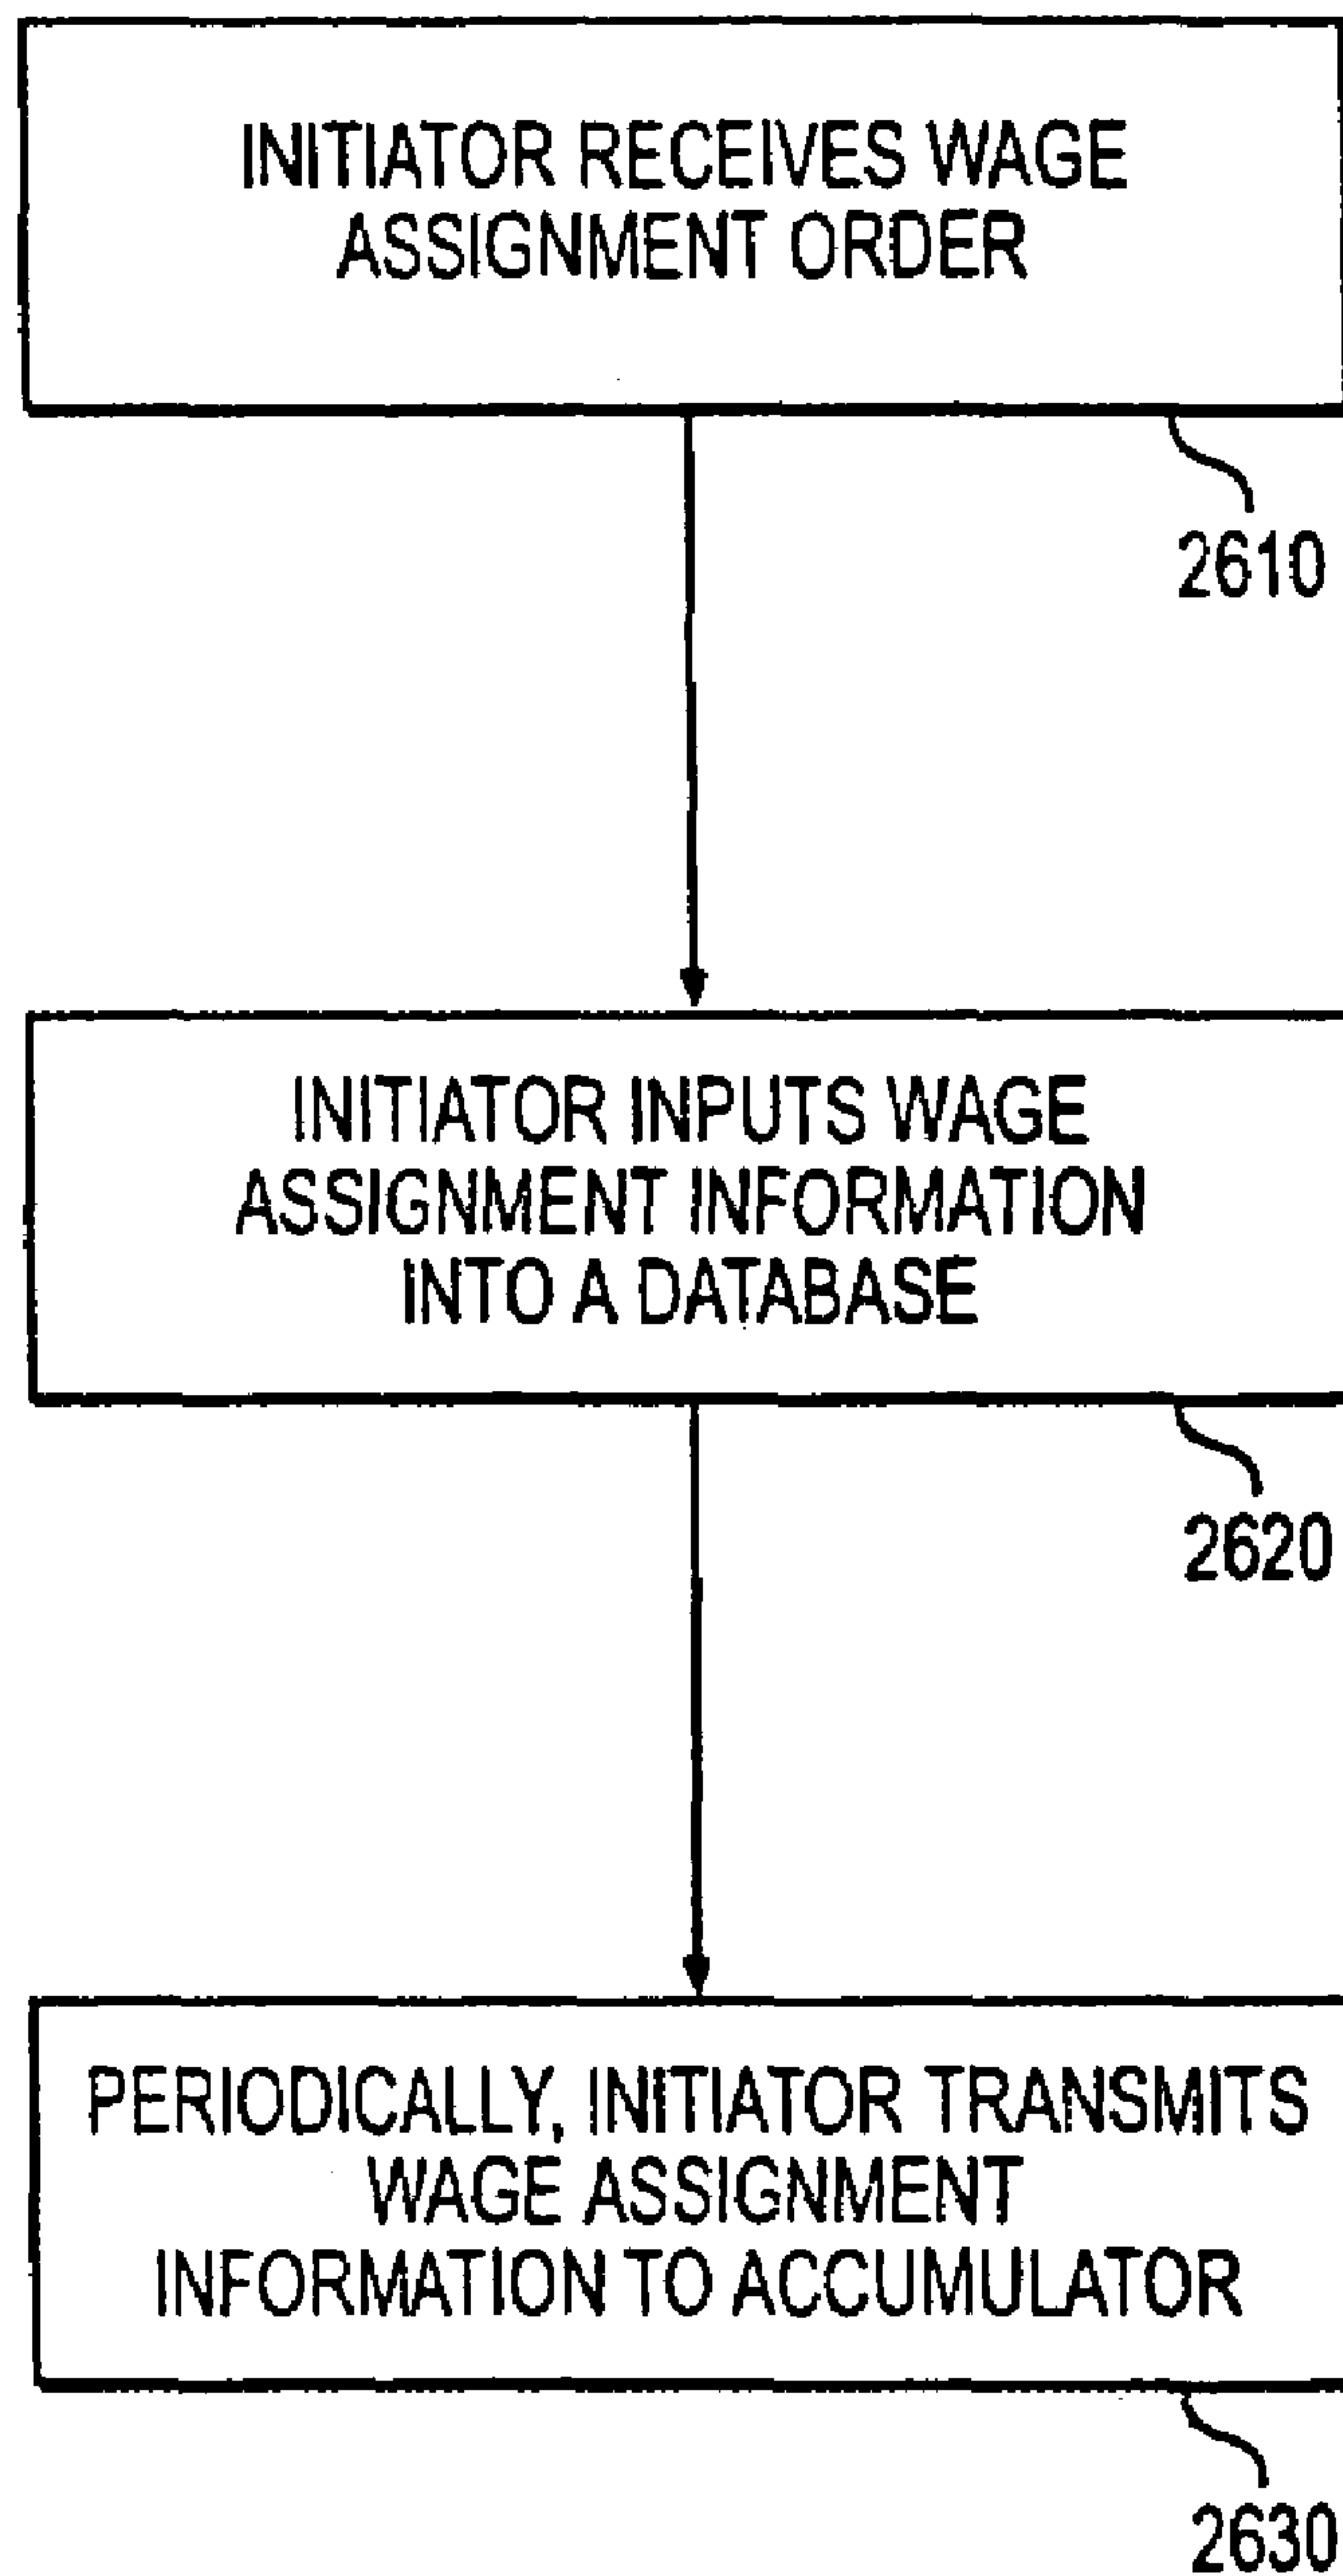 INITIATOR RECEIVES WAGE
ASSIGNMENT ORDER
2610
INITIATOR INPUTS WAGE
ASSIGNMENT INFORMATION
INTO A DATABASE
2620
PERIODICALLY, INITIATOR TRANSMITS
WAGE ASSIGNMENT
INFORMATION TO ACCUMULATOR
2630